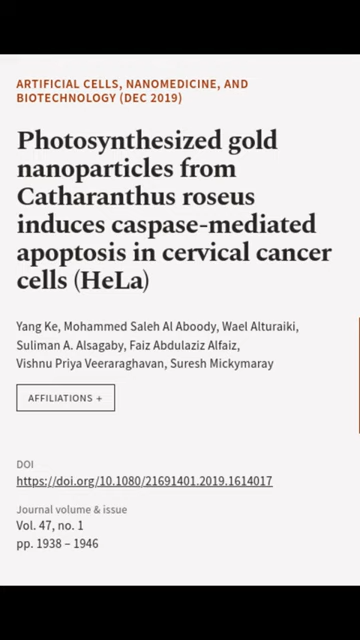 ARTIFICIAL CELLS, NANOMEDICINE, AND
BIOTECHNOLOGY (DEC 2019)
Photosynthesized gold
nanoparticles from
Catharanthus roseus
induces caspase-mediated
apoptosis in cervical cancer
cells (HeLa)
Yang Ke, Mohammed Saleh Al Aboody, Wael Alturaiki,
Suliman A. Alsagaby, Faiz Abdulaziz Alfaiz,
Vishnu Priya Veeraraghavan, Suresh Mickymaray
AFFILIATIONS +
DOI
https://doi.org/10.1080/21691401.2019.1614017
Journal volume & issue
Vol. 47, no. 1
pp. 1938 – 1946